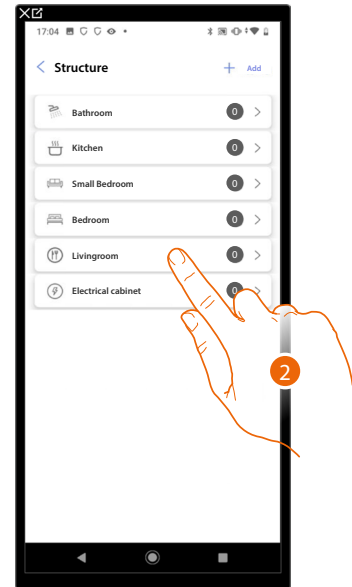 17:04
Structure
+ Add
Bathroom 0
Kitchen 0
Small Bedroom 0
Bedroom 0
Livingroom 0
Electrical cabinet 0
2